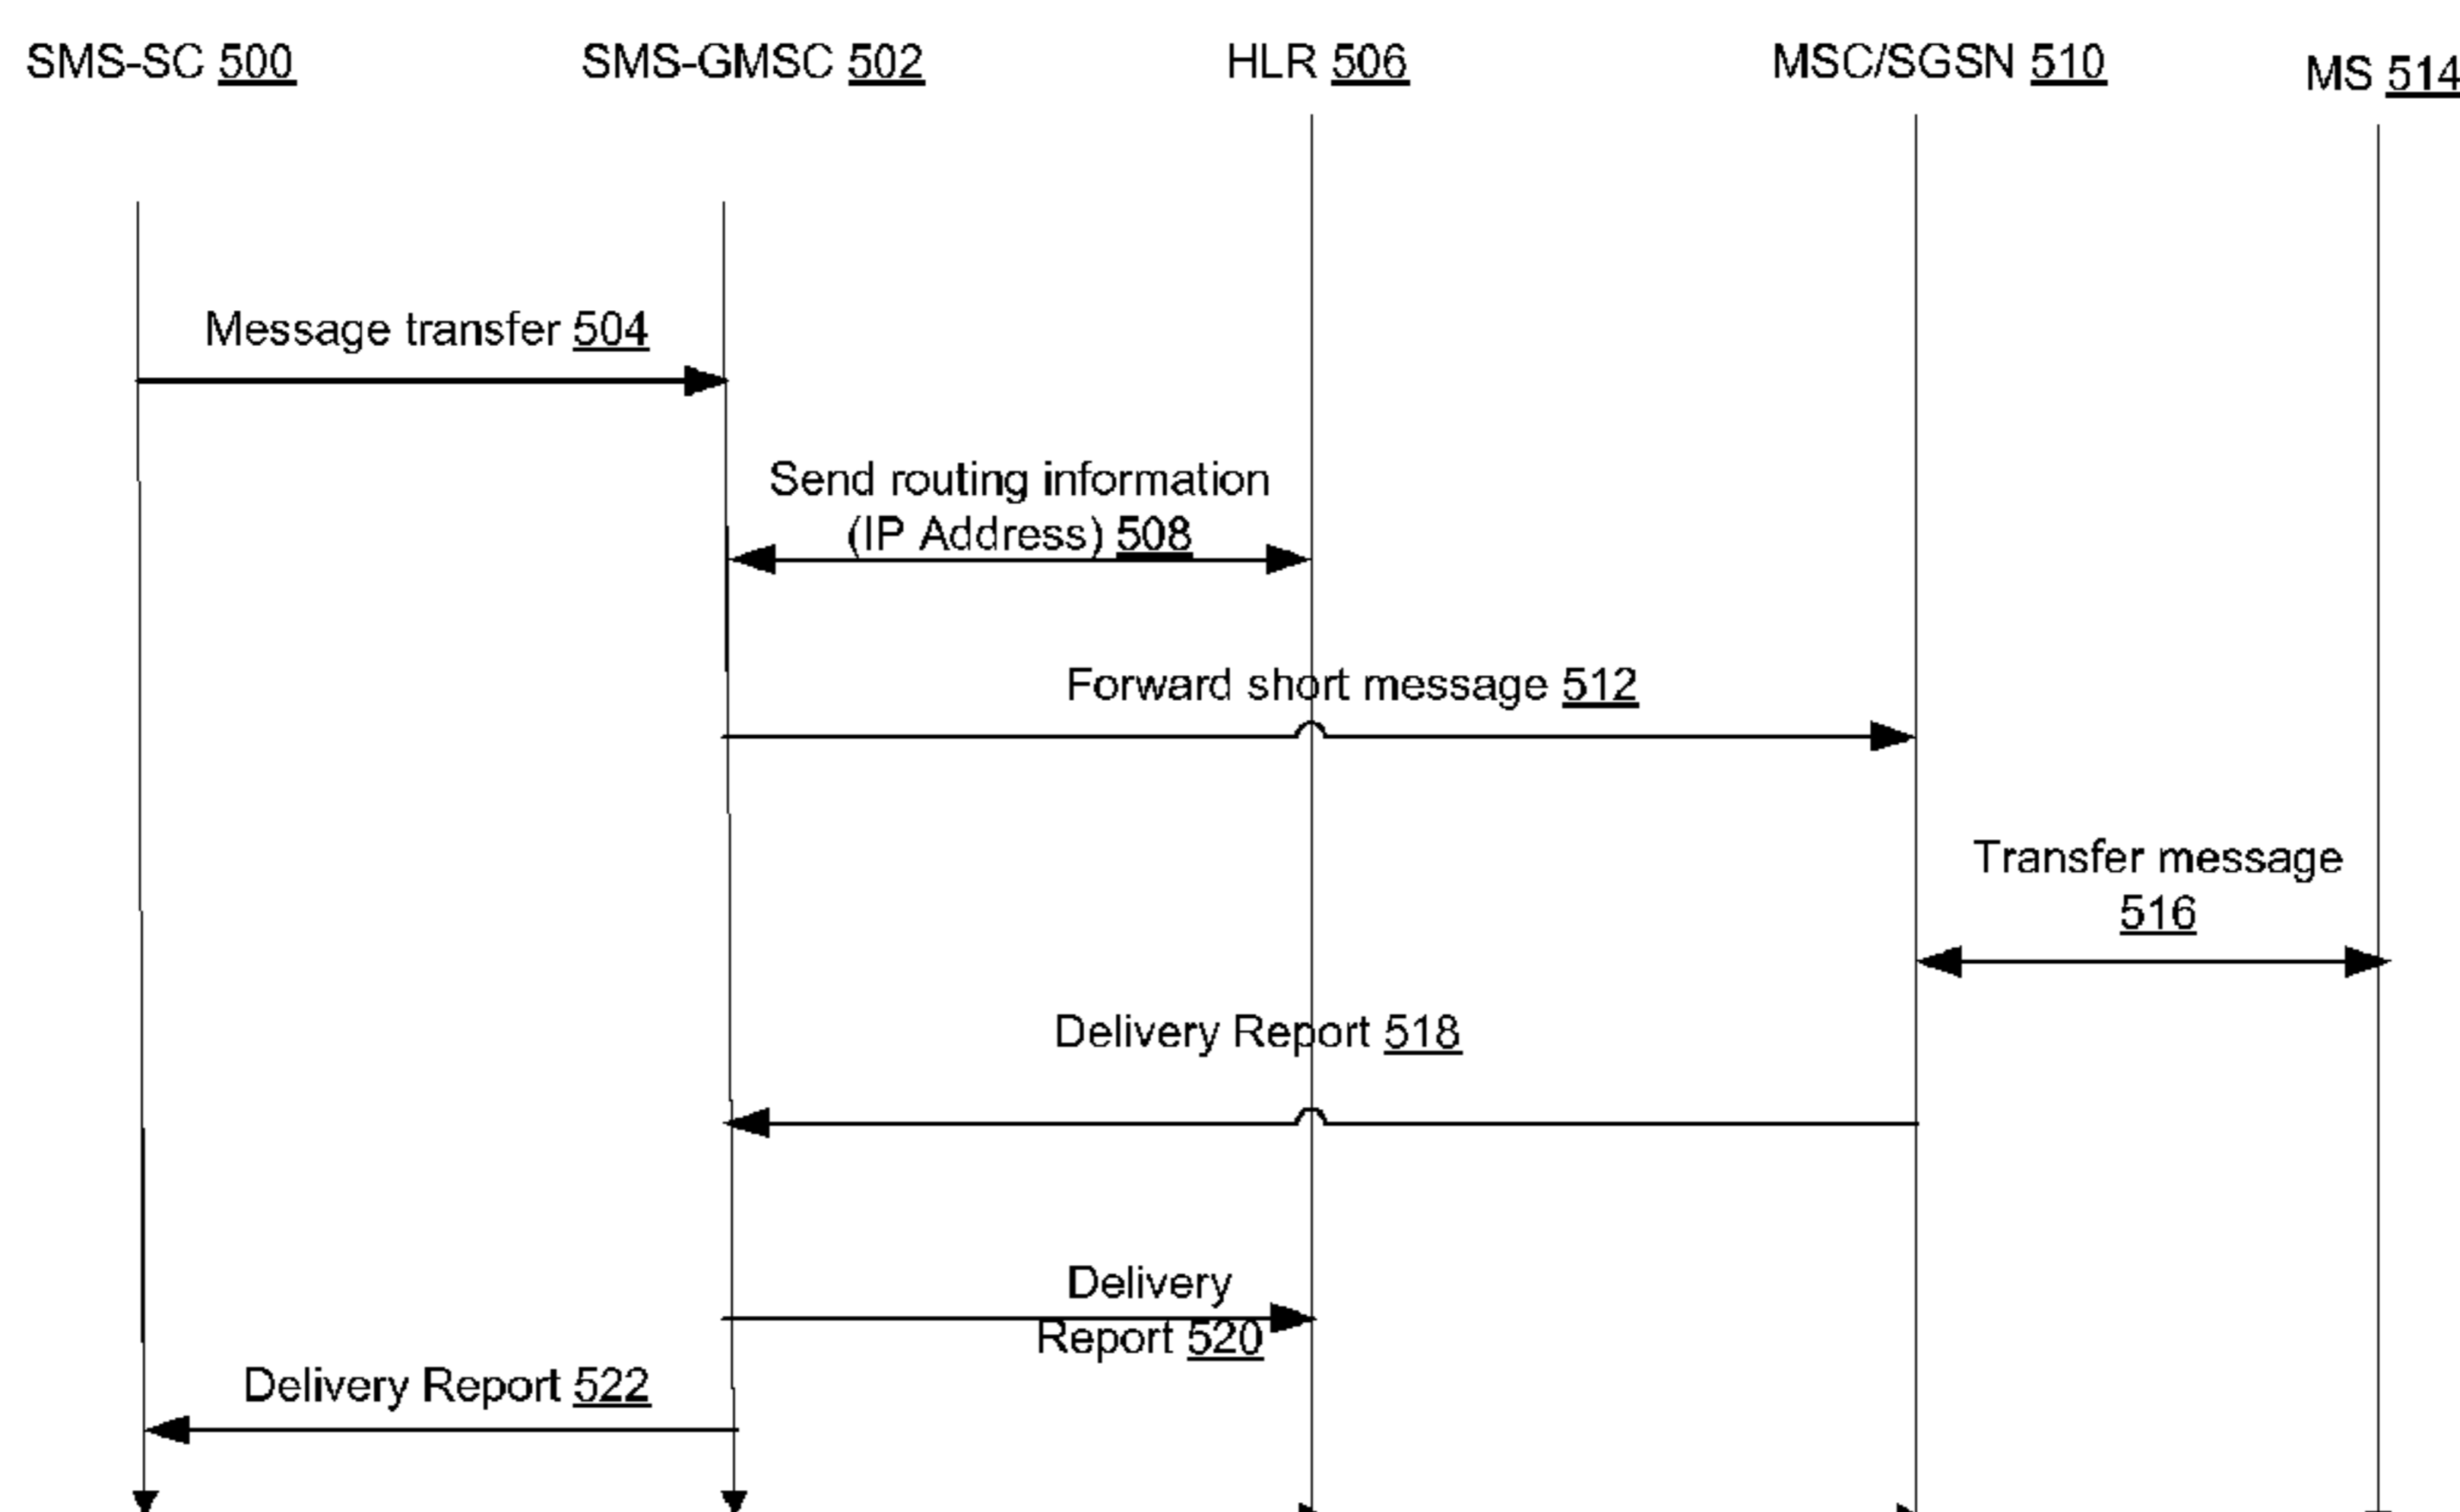 SMS-SC 500
SMS-GMSC 502
HLR 506
MSC/SGSN 510
MS 514
Message transfer 504
Send routing information
(IP Address) 508
Forward short message 512
Transfer message
516
Delivery Report 518
Delivery
Report 520
Delivery Report 522